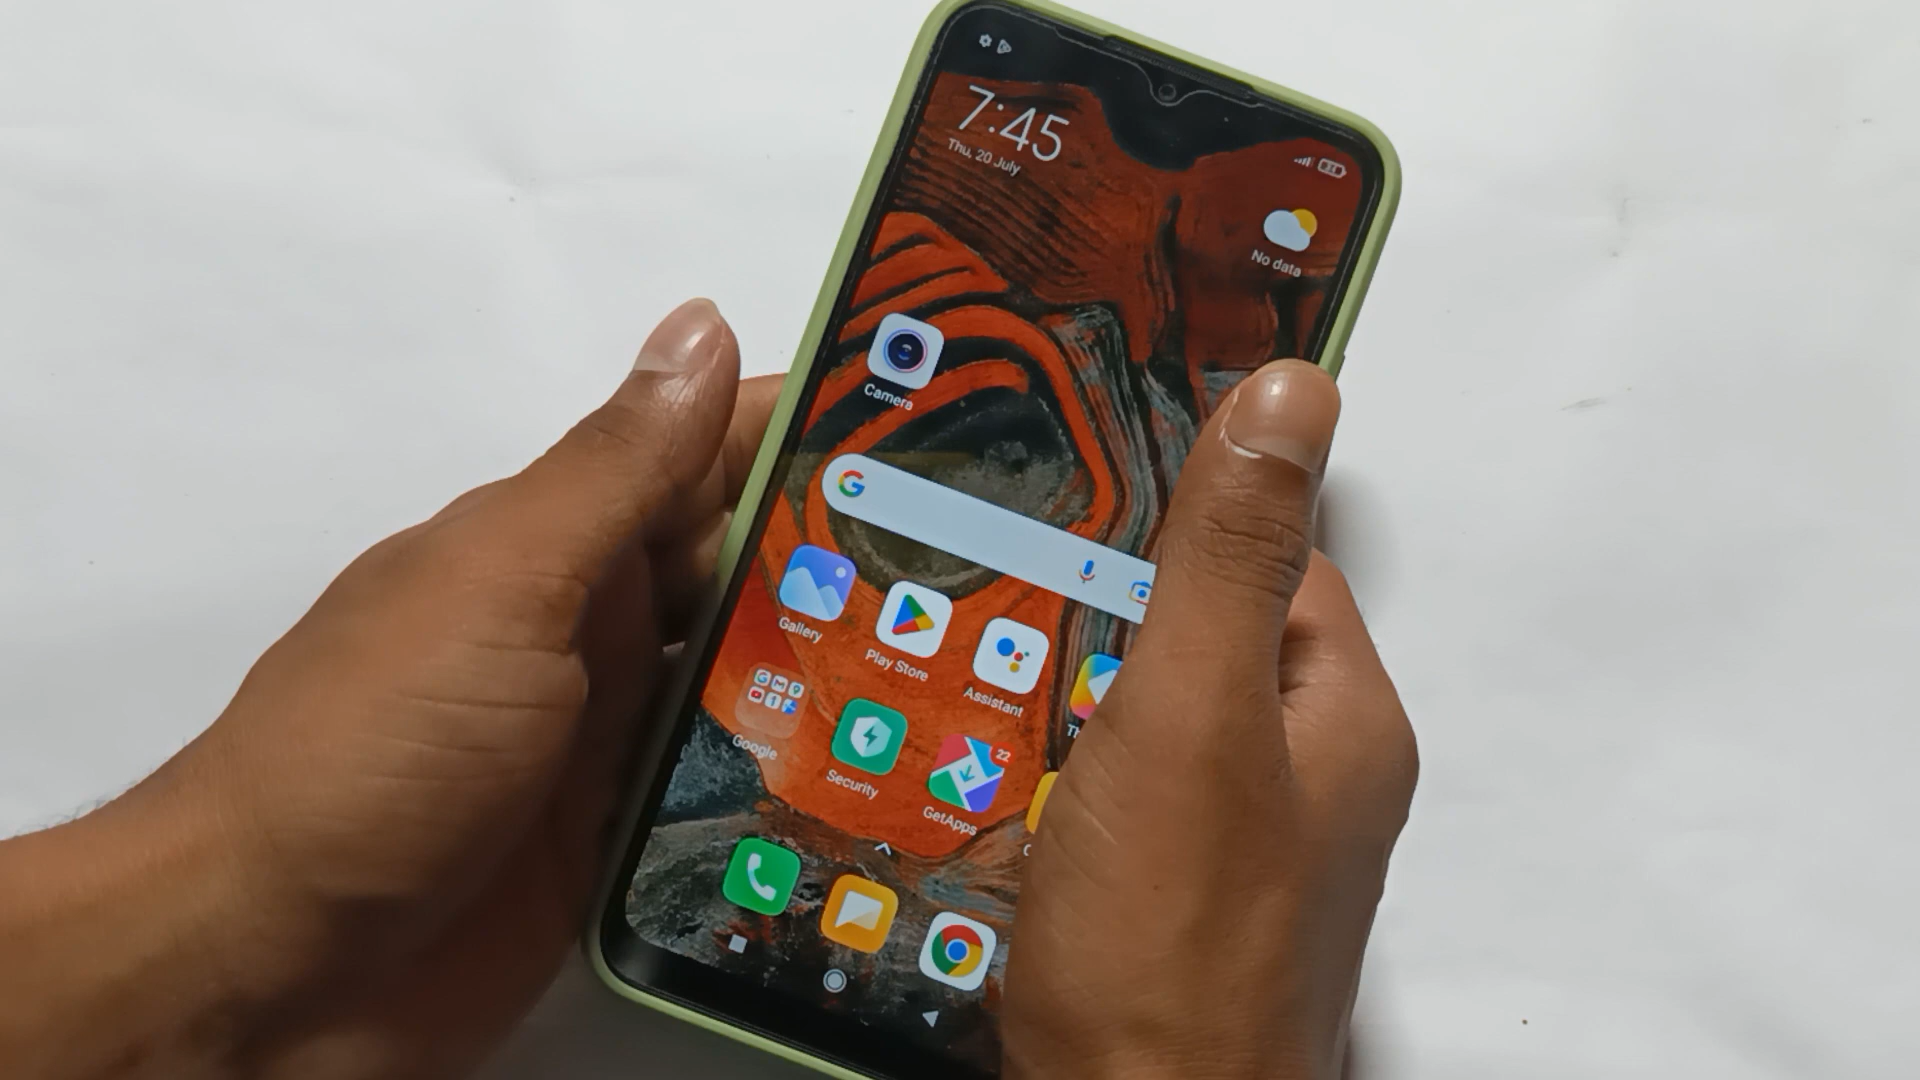 7:45
Thu, 20 July
No data
Camera
Gallery
Play Store
Assistant
Google
Security
22
GetApps